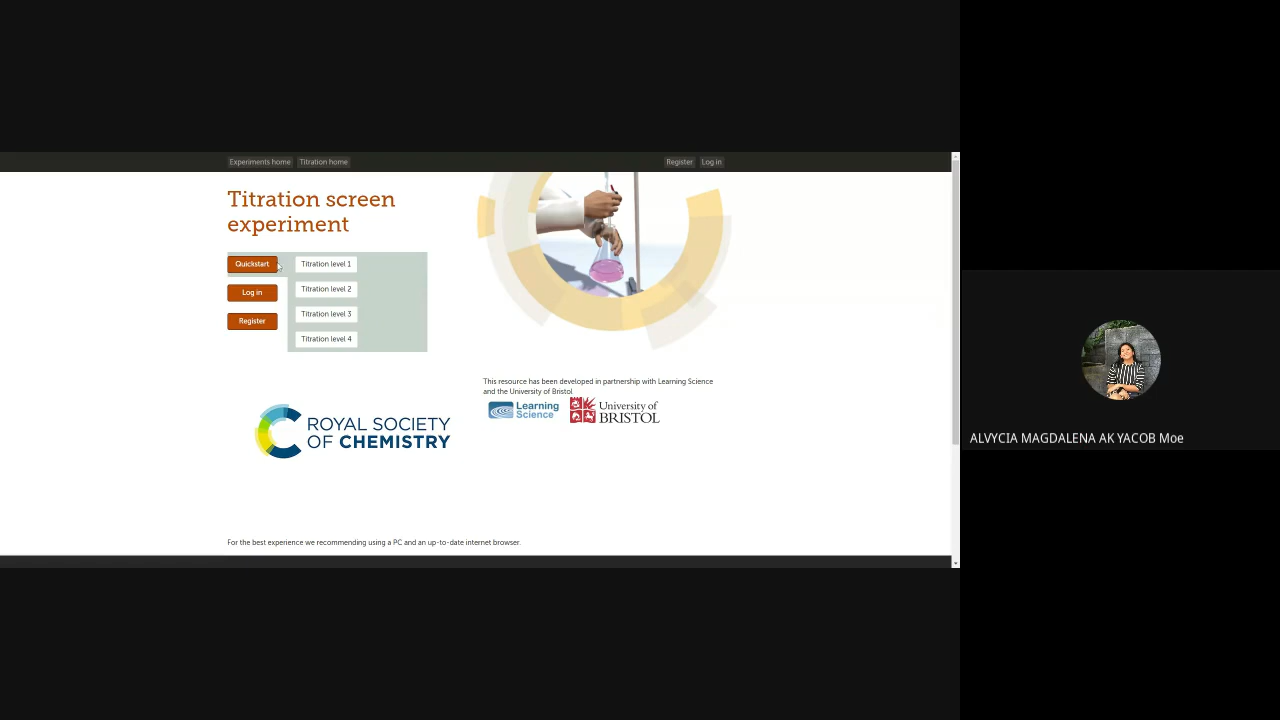 Experiments home
Titration home
Register
Log in
Titration screen
experiment
Quickstart
Log in
Register
Titration level 1
Titration level 2
Titration level 3
Titration level 4
This resource has been developed in partnership with Learning Science
and the University of Bristol
Learning
Science
University of
BRISTOL
ROYAL SOCIETY
OF CHEMISTRY
For the best experience we recommending using a PC and an up-to-date internet browser.
ALVYCIA MAGDALENA AK YACOB Moe